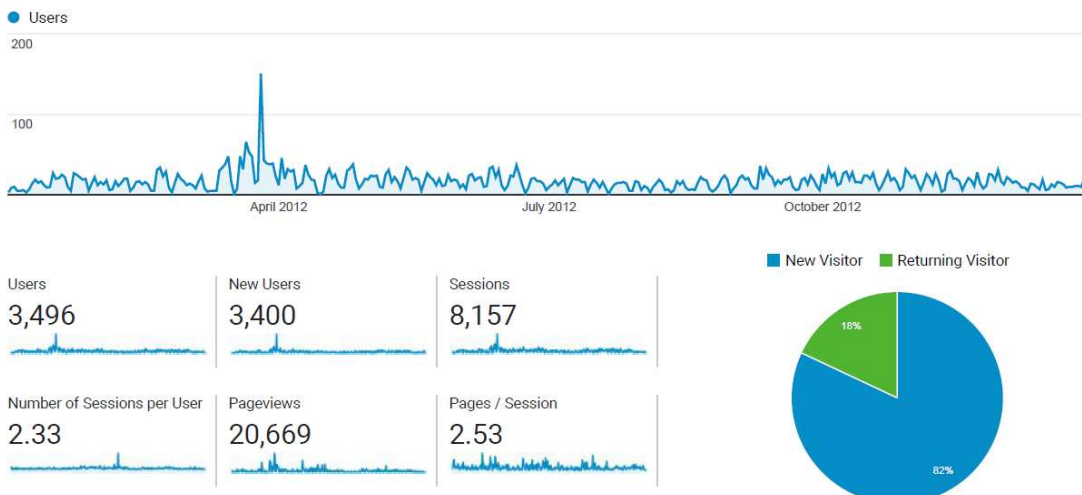 Users
200
100
April 2012
July 2012
October 2012
New Visitor Returning Visitor
Users
3,496
New Users
3,400
Sessions
8,157
Number of Sessions per User
2.33
Pageviews
20,669
Pages / Session
2.53
18%
82%